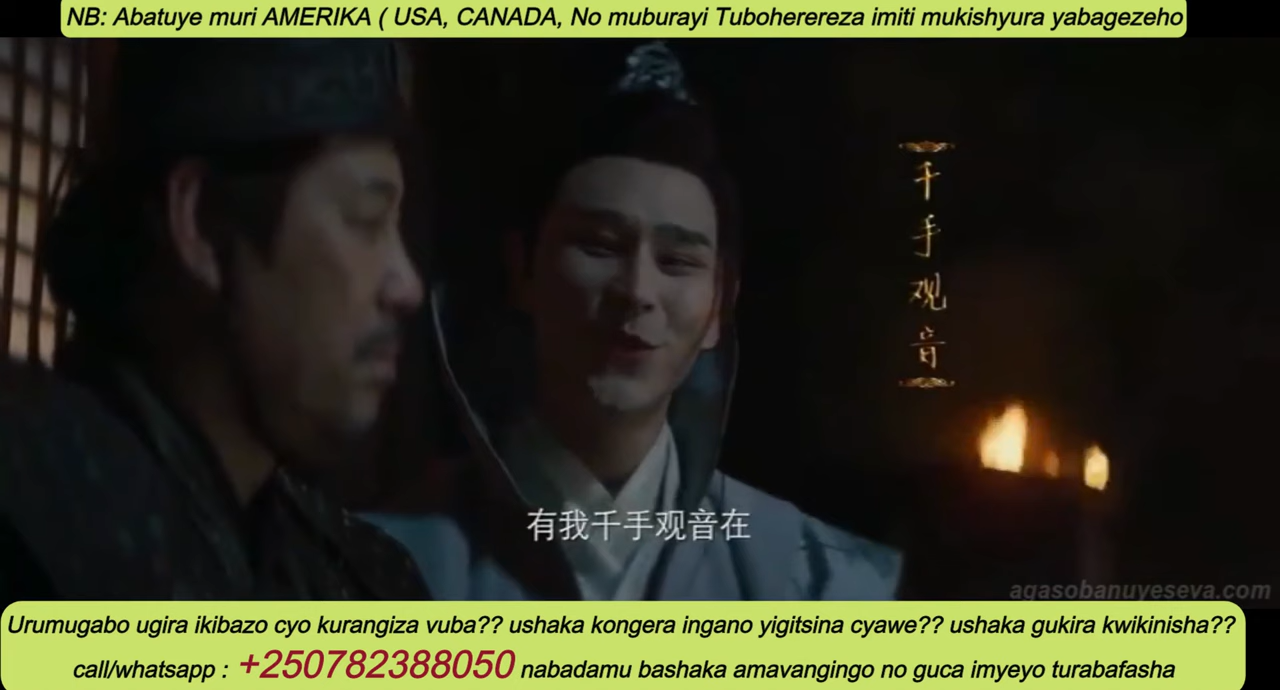 NB: Abatuye muri AMERIKA ( USA, CANADA, No muburayi Tuboherereza imiti mukishyura yabagezeho
千手观音
有我千手观音在
agasobanuyeseva.com
Urumugabo ugira ikibazo cyo kurangiza vuba?? ushaka kongera ingano yigitsina cyawe?? ushaka gukira kwikinisha??
call/whatsapp : +250782388050 nabadamu bashaka amavangingo no guca imyeyo turabafasha